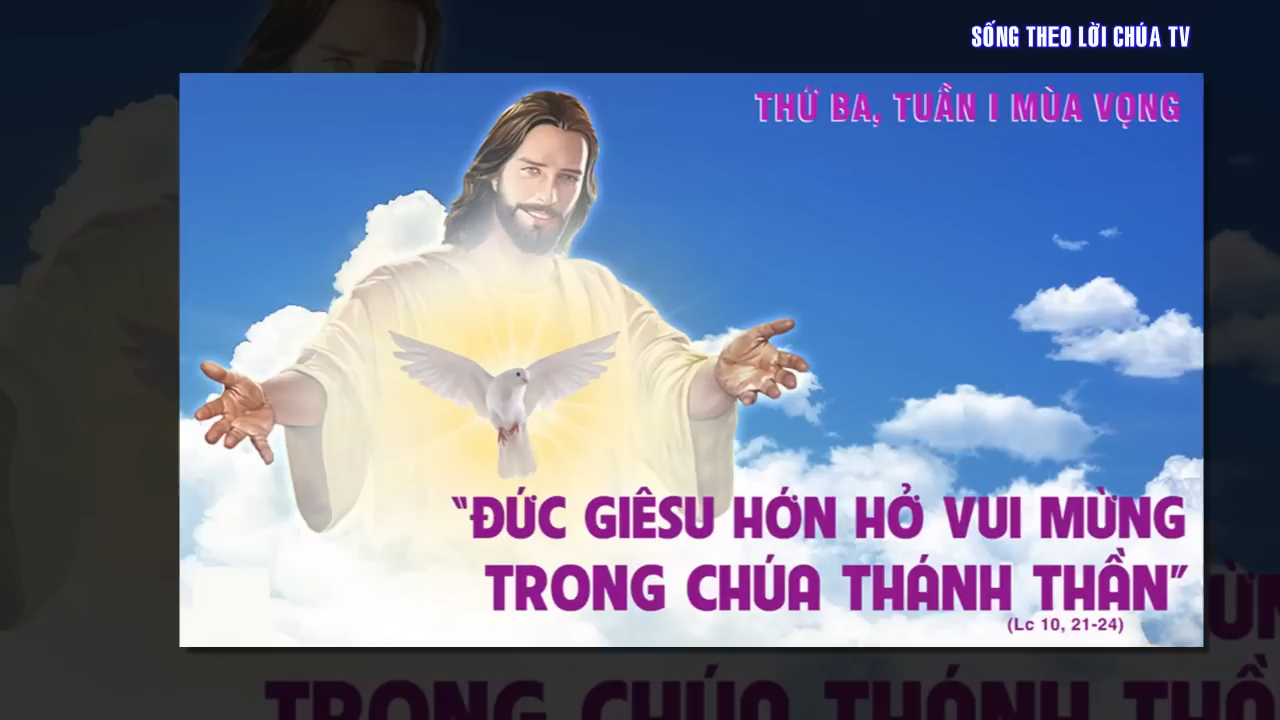 SỐNG THEO LỜI CHÚA TV
THỨ BA, TUẦN I MÙA VỌNG
“ĐỨC GIÊSU HỚN HỞ VUI MỪNG
TRONG CHÚA THÁNH THẦN”
(Lc 10, 21-24)